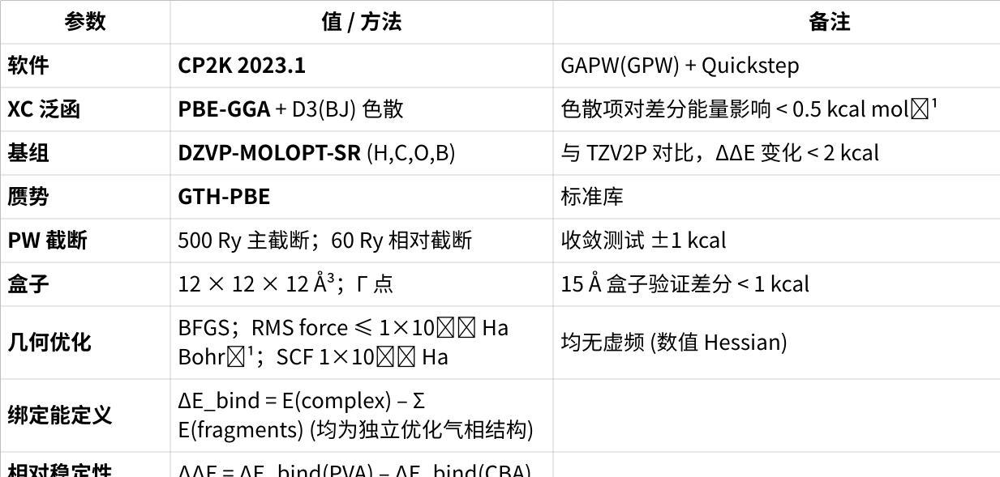 参数 值 / 方法 备注
软件 CP2K 2023.1 GAPW(GPW) + Quickstep
XC 泛函 PBE-GGA + D3(BJ) 色散 色散项对差分能量影响 < 0.5 kcal mol☒¹
基组 DZVP-MOLOPT-SR (H,C,O,B) 与 TZV2P 对比，ΔΔE 变化 < 2 kcal
赝势 GTH-PBE 标准库
PW 截断 500 Ry 主截断；60 Ry 相对截断 收敛测试 ±1 kcal
盒子 12 × 12 × 12 Å³；Γ 点 15 Å 盒子验证差分 < 1 kcal
几何优化 BFGS；RMS force ≤ 1×10☒☒ Ha
Bohr☒¹；SCF 1×10☒☒ Ha 均无虚频 (数值 Hessian)
绑定能定义 ΔE_bind = E(complex) – Σ
E(fragments) (均为独立优化气相结构)
相对稳定性 ΔΔE = ΔE_bind(PVA) – ΔE_bind(CBA)